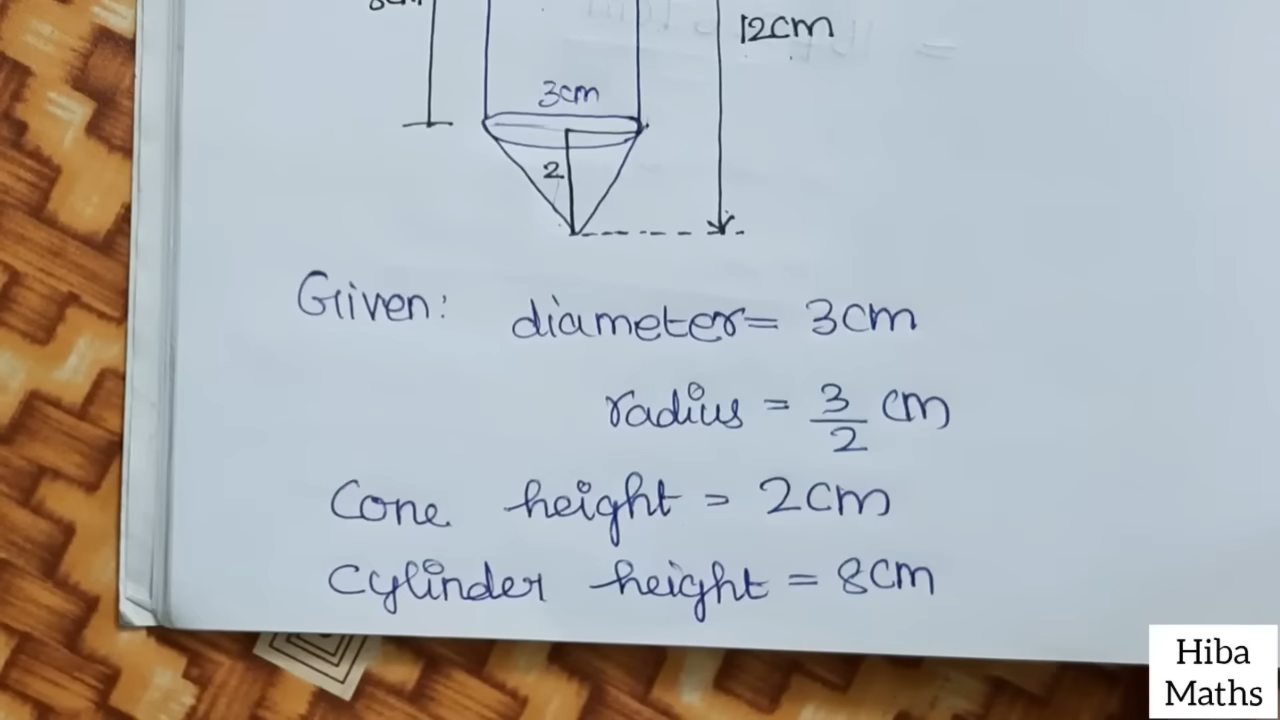 12cm
3cm
2
Given: diameter= 3cm
radius = 3/2 cm
Cone height = 2cm
Cylinder height = 8cm
Hiba
Maths